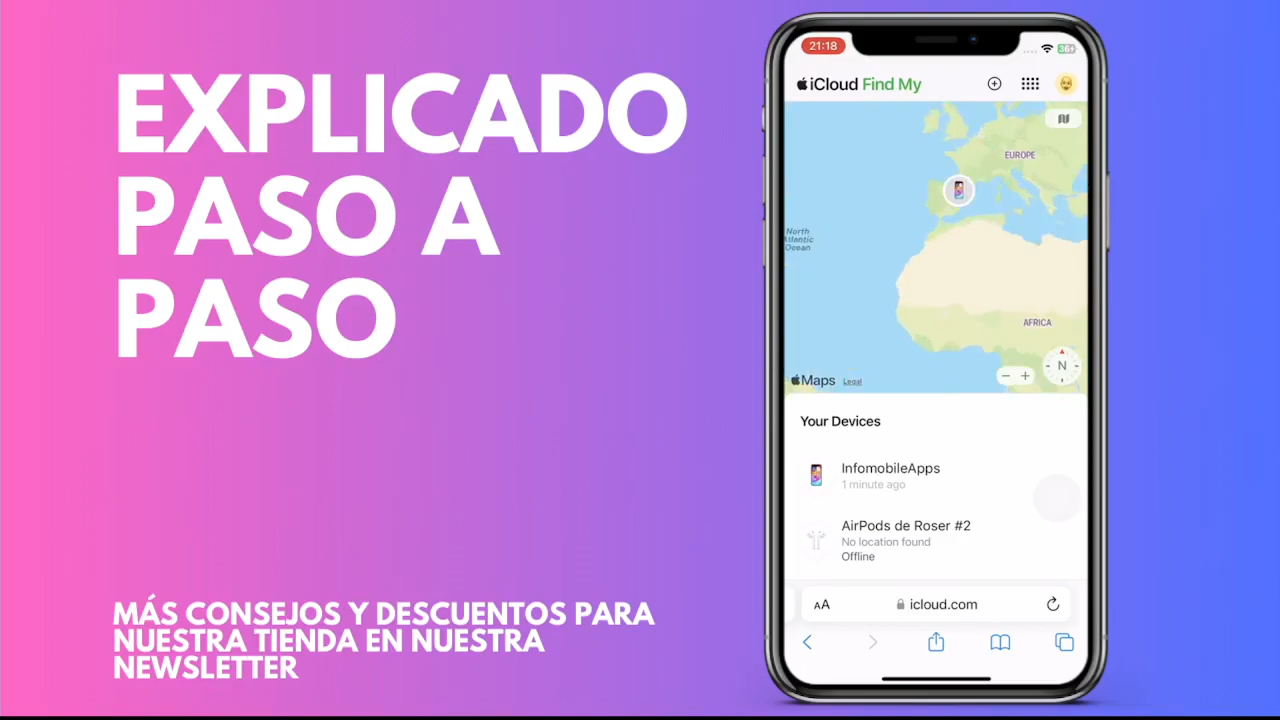 EXPLICADO
PASO A
PASO
MÁS CONSEJOS Y DESCUENTOS PARA
NUESTRA TIENDA EN NUESTRA
NEWSLETTER
21:18
36
iCloud Find My
EUROPE
North
Atlantic
Ocean
AFRICA
N
Maps Legal
Your Devices
InfomobileApps
1 minute ago
AirPods de Roser #2
No location found
Offline
AA icloud.com